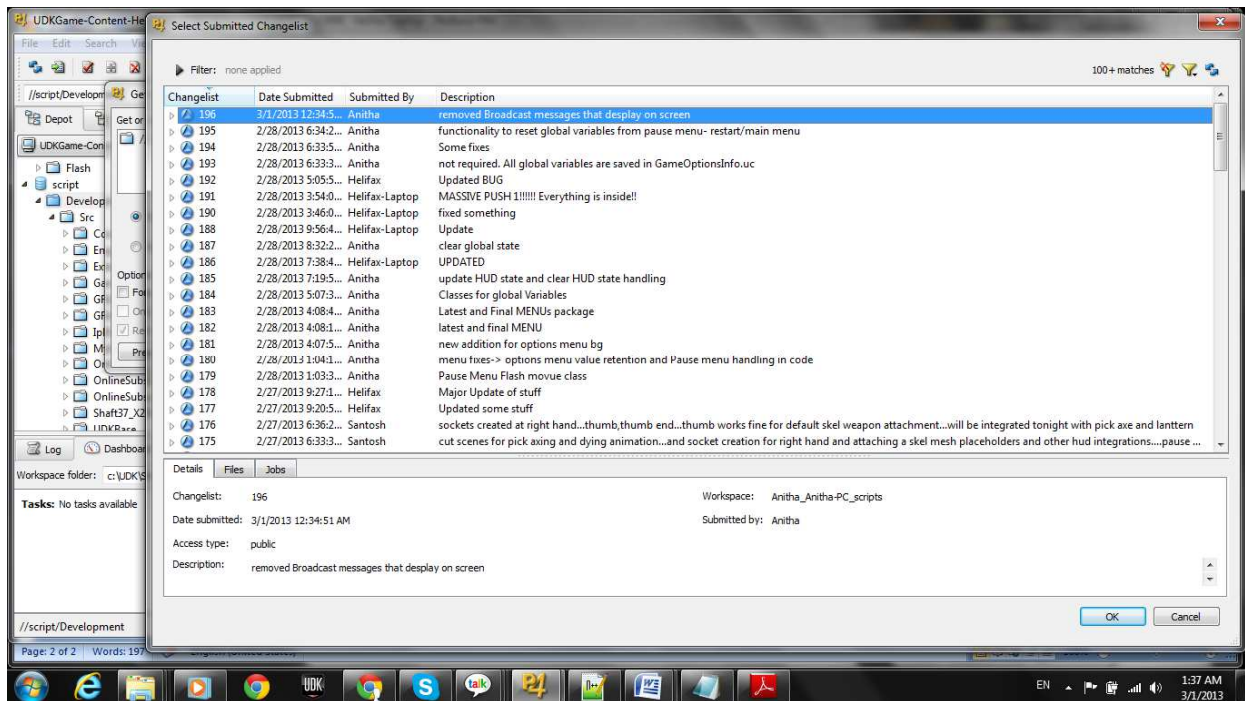 UDKGame-Content-He
File Edit Search Vie
//script/Developm
Depot
UDKGame-Con
Flash
script
Develop
Src
Co
En
Ex
Ga
GF
GF
Ipl
M
On
OnlineSub
OnlineSub
Shaft37_X2
UDKBase
Log Dashboar
Workspace folder: c:\UDK\S
Tasks: No tasks available
//script/Development
Ge
Get or
Option
For
On
Re
Pre
Select Submitted Changelist
Filter: none applied 100+ matches
Changelist Date Submitted Submitted By Description
196 3/1/2013 12:34:5... Anitha removed Broadcast messages that desplay on screen
195 2/28/2013 6:34:2... Anitha functionality to reset global variables from pause menu- restart/main menu
194 2/28/2013 6:33:5... Anitha Some fixes
193 2/28/2013 6:33:3... Anitha not required. All global variables are saved in GameOptionsInfo.uc
192 2/28/2013 5:05:5... Helifax Updated BUG
191 2/28/2013 3:54:0... Helifax-Laptop MASSIVE PUSH 1!!!!!! Everything is inside!!
190 2/28/2013 3:46:0... Helifax-Laptop fixed something
188 2/28/2013 9:56:4... Helifax-Laptop Update
187 2/28/2013 8:32:2... Anitha clear global state
186 2/28/2013 7:38:4... Helifax-Laptop UPDATED
185 2/28/2013 7:19:5... Anitha update HUD state and clear HUD state handling
184 2/28/2013 5:07:3... Anitha Classes for global Variables
183 2/28/2013 4:08:4... Anitha Latest and Final MENUs package
182 2/28/2013 4:08:1... Anitha latest and final MENU
181 2/28/2013 4:07:5... Anitha new addition for options menu bg
180 2/28/2013 1:04:1... Anitha menu fixes-> options menu value retention and Pause menu handling in code
179 2/28/2013 1:03:3... Anitha Pause Menu Flash movue class
178 2/27/2013 9:27:1... Helifax Major Update of stuff
177 2/27/2013 9:20:5... Helifax Updated some stuff
176 2/27/2013 6:36:2... Santosh sockets created at right hand...thumb,thumb end...thumb works fine for default skel weapon attachment...will be integrated tonight with pick axe and lanttern
175 2/27/2013 6:33:3... Santosh cut scenes for pick axing and dying animation...and socket creation for right hand and attaching a skel mesh placeholders and other hud integrations....pause ...
Details Files Jobs
Changelist: 196 Workspace: Anitha_Anitha-PC_scripts
Date submitted: 3/1/2013 12:34:51 AM Submitted by: Anitha
Access type: public
Description: removed Broadcast messages that desplay on screen
OK Cancel
Page: 2 of 2 Words: 197
UDK
talk
EN 1:37 AM
3/1/2013